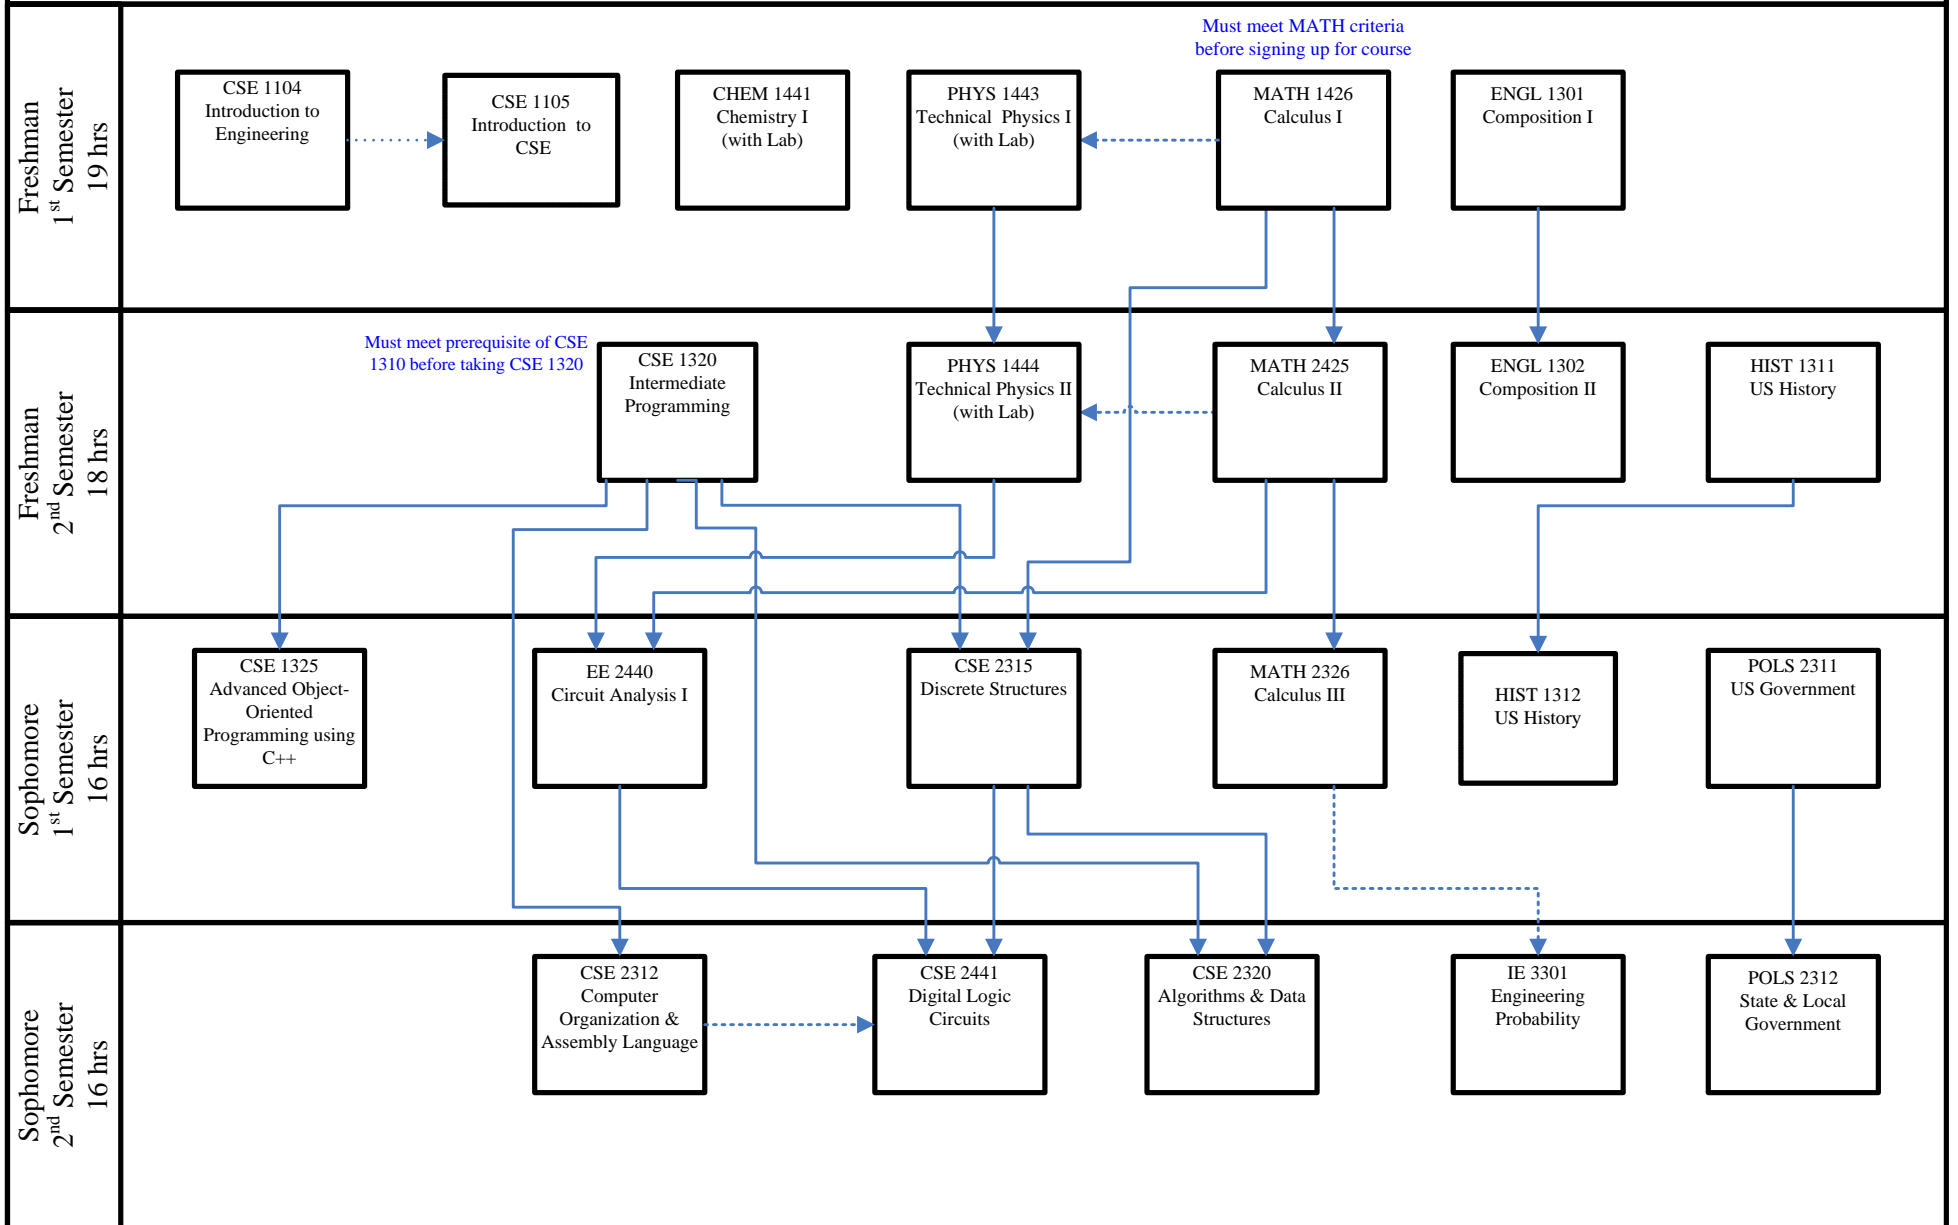 Freshman
1st Semester
19 hrs
Must meet MATH criteria
before signing up for course
CSE 1104
Introduction to
Engineering
CSE 1105
Introduction to
CSE
CHEM 1441
Chemistry I
(with Lab)
PHYS 1443
Technical Physics I
(with Lab)
MATH 1426
Calculus I
ENGL 1301
Composition I
Freshman
2nd Semester
18 hrs
Must meet prerequisite of CSE
1310 before taking CSE 1320
CSE 1320
Intermediate
Programming
PHYS 1444
Technical Physics II
(with Lab)
MATH 2425
Calculus II
ENGL 1302
Composition II
HIST 1311
US History
Sophomore
1st Semester
16 hrs
CSE 1325
Advanced Object-
Oriented
Programming using
C++
EE 2440
Circuit Analysis I
CSE 2315
Discrete Structures
MATH 2326
Calculus III
HIST 1312
US History
POLS 2311
US Government
Sophomore
2nd Semester
16 hrs
CSE 2312
Computer
Organization &
Assembly Language
CSE 2441
Digital Logic
Circuits
CSE 2320
Algorithms & Data
Structures
IE 3301
Engineering
Probability
POLS 2312
State & Local
Government